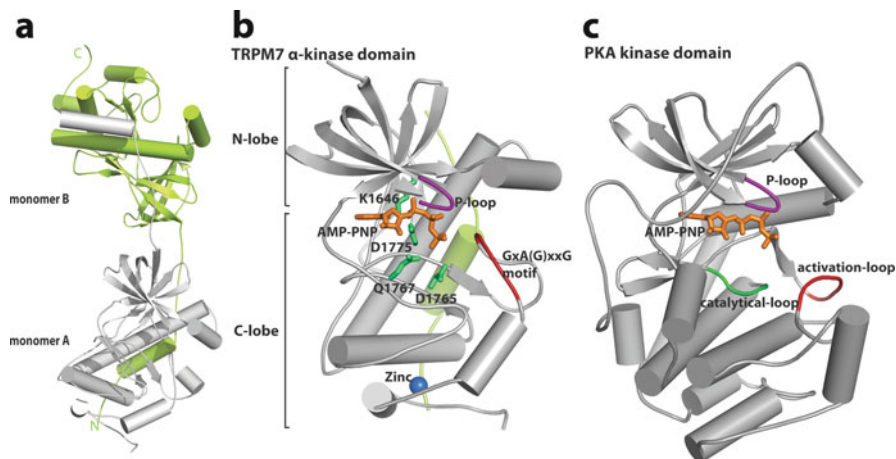 a
C
monomer B
monomer A
N
b
TRPM7 α-kinase domain
N-lobe
C-lobe
K1646
P-loop
AMP-PNP
D1775
GxA(G)xxG
motif
Q1767
D1765
Zinc
c
PKA kinase domain
P-loop
AMP-PNP
activation-loop
catalytical-loop